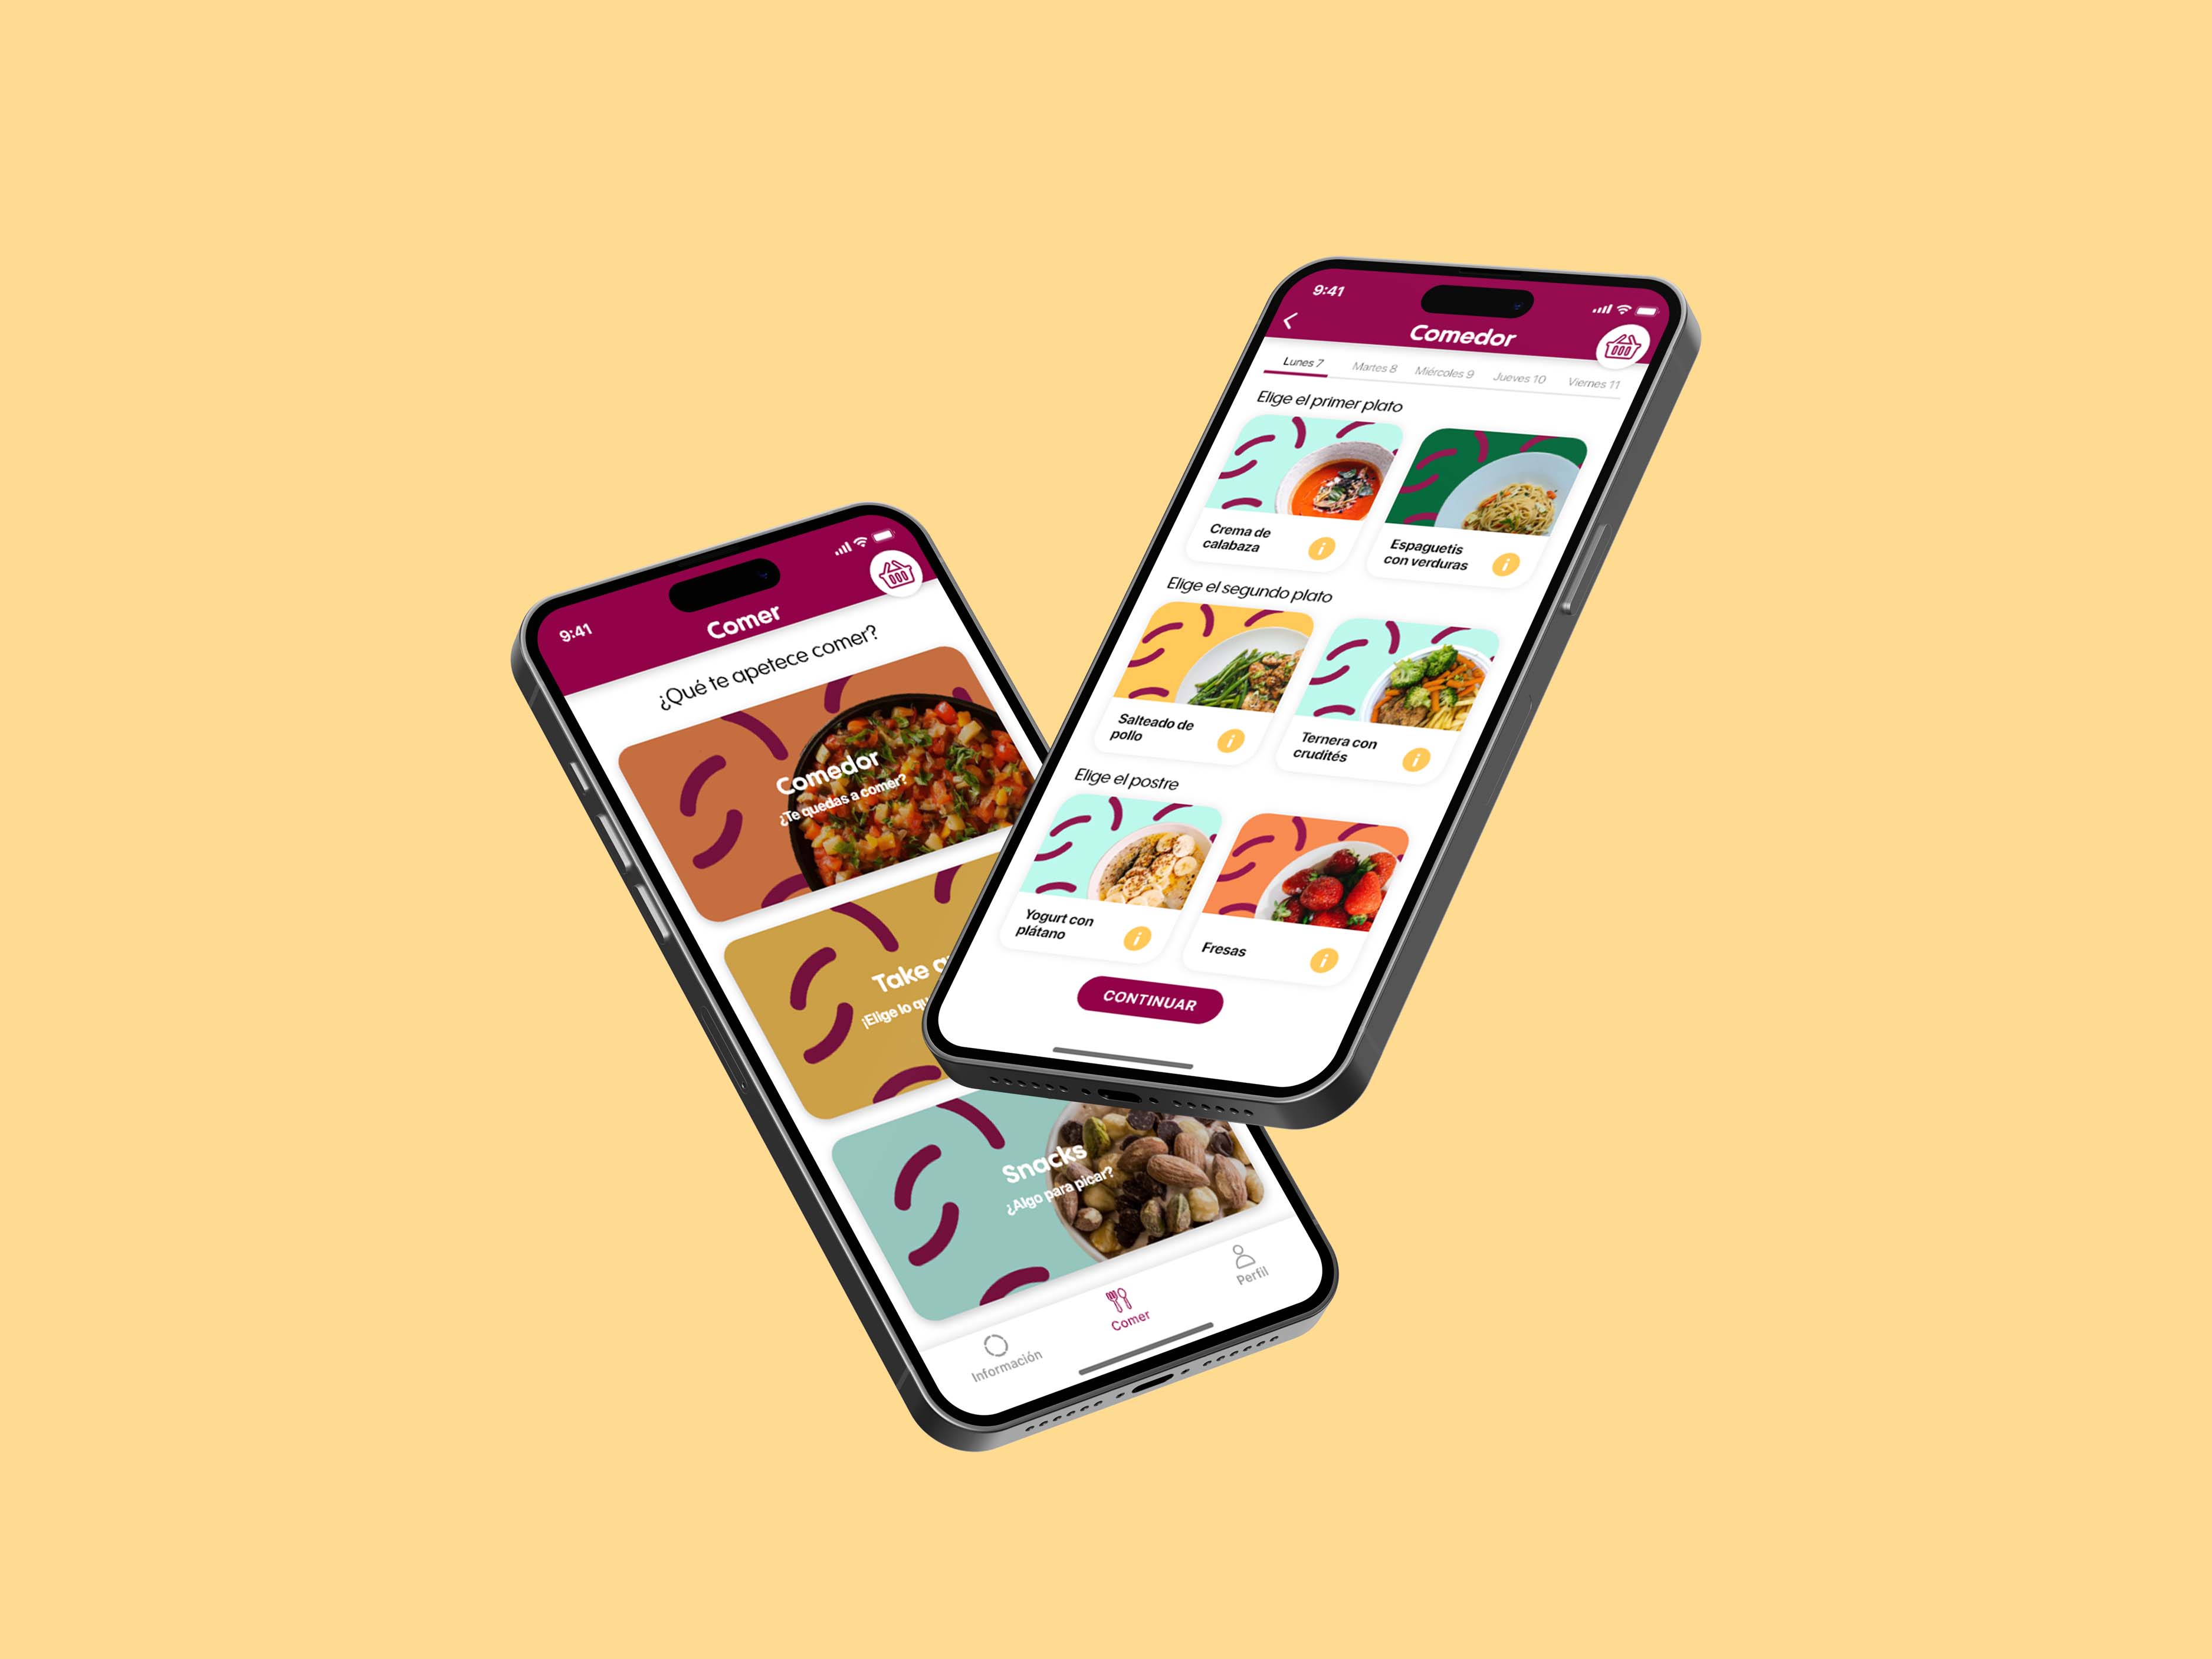 9:41
Comer
¿Qué te apetece comer?
Comedor
¿Te quedas a comer?
Take
¡Elige lo
Snacks
¿Algo para picar?
Información
Comer
Perfil
9:41
Comedor
Lunes 7
Martes 8
Miércoles 9
Jueves 10
Viernes 11
Elige el primer plato
Crema de
calabaza
i
Espaguetis
con verduras
i
Elige el segundo plato
Salteado de
pollo
i
Ternera con
crudités
i
Elige el postre
Yogurt con
plátano
i
Fresas
i
CONTINUAR